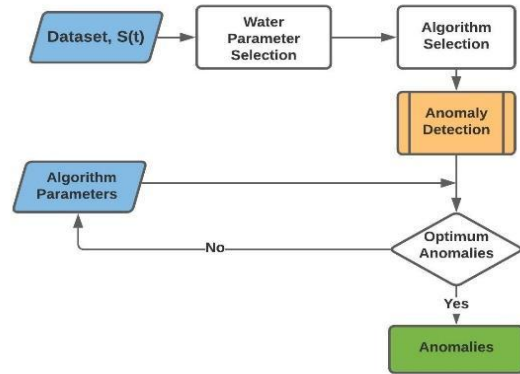 Dataset, S(t)
Water
Parameter
Selection
Algorithm
Selection
Anomaly
Detection
Algorithm
Parameters
Optimum
Anomalies
No
Yes
Anomalies